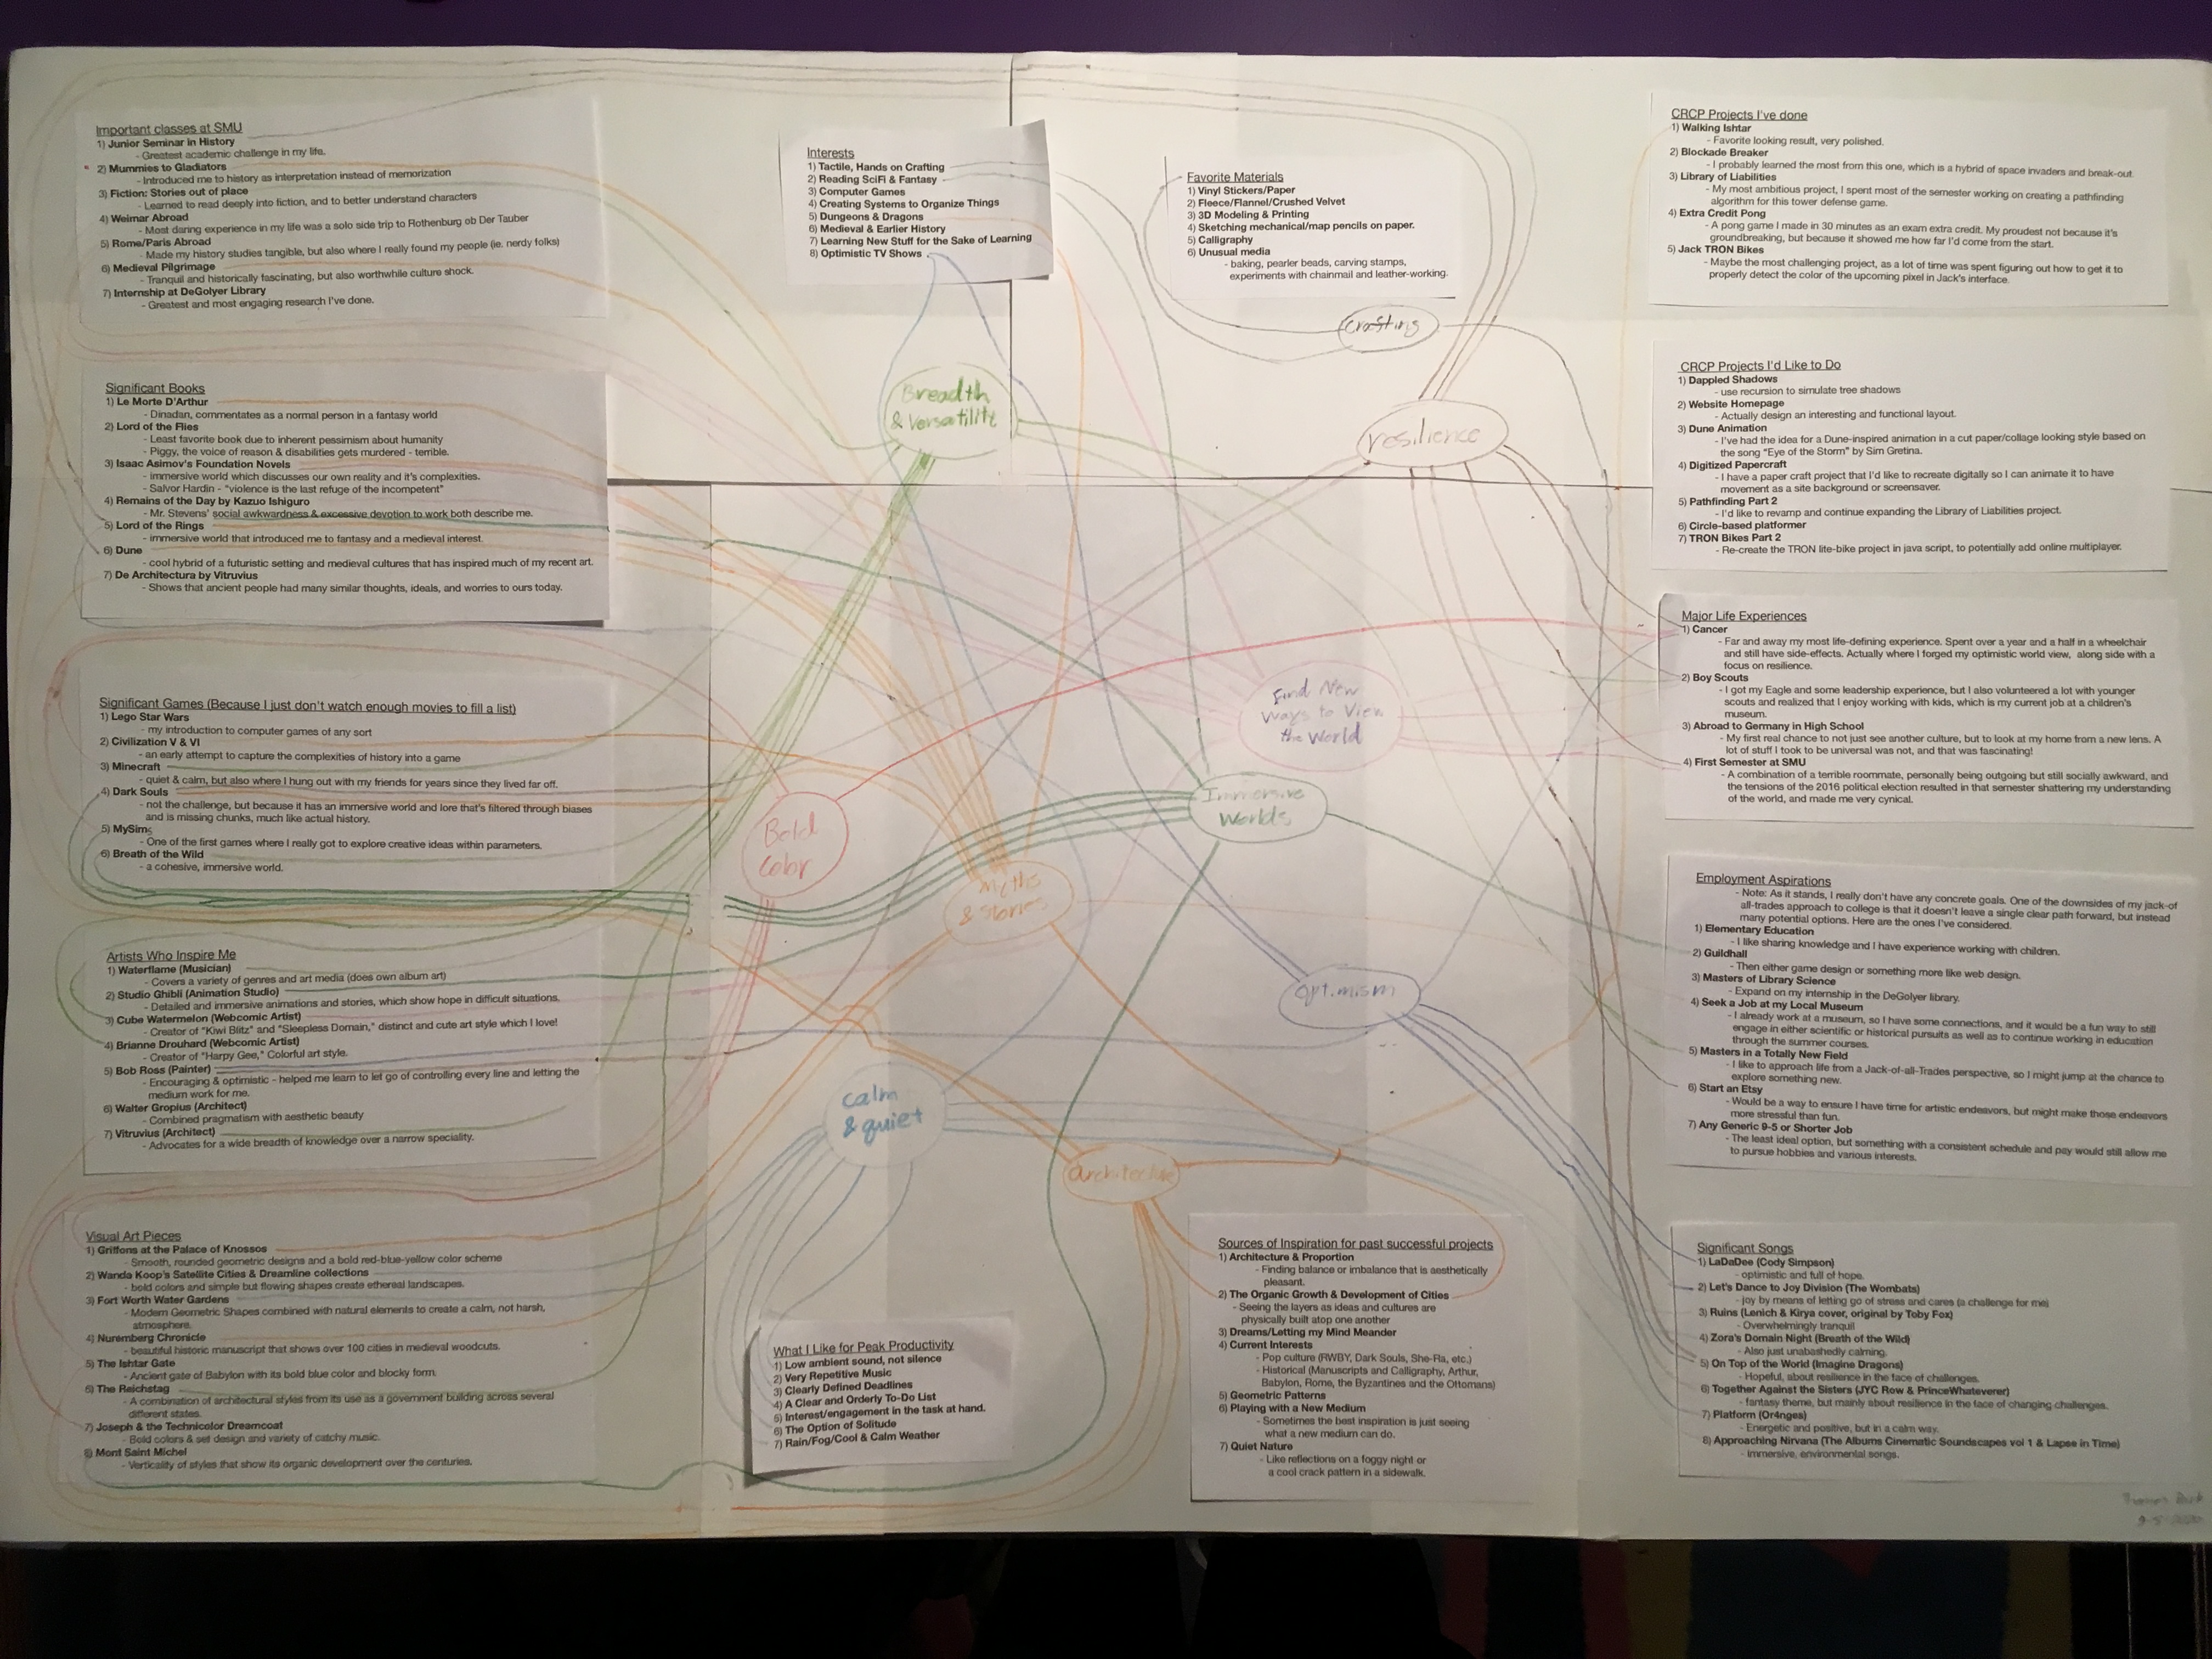 Important classes at SMU
1) Junior Seminar in History
- Greatest academic challenge in my life.
2) Mummies to Gladiators
- Introduced me to history as interpretation instead of memorization
3) Fiction: Stories out of place
- Learned to read deeply into fiction, and to better understand characters
4) Weimar Abroad
- Most daring experience in my life was a solo side trip to Rothenburg ob Der Tauber
5) Rome/Paris Abroad
- Made my history studies tangible, but also where I really found my people (ie. nerdy folks)
6) Medieval Pilgrimage
- Tranquil and historically fascinating, but also worthwhile culture shock.
7) Internship at DeGolyer Library
- Greatest and most engaging research I've done.
Significant Books
1) Le Morte D'Arthur
- Dinadan, commentates as a normal person in a fantasy world
2) Lord of the Flies
- Least favorite book due to inherent pessimism about humanity
- Piggy, the voice of reason & disabilities gets murdered - terrible.
3) Isaac Asimov's Foundation Novels
- immersive world which discusses our own reality and it's complexities.
- Salvor Hardin - "violence is the last refuge of the incompetent"
4) Remains of the Day by Kazuo Ishiguro
- Mr. Stevens' social awkwardness & excessive devotion to work both describe me.
5) Lord of the Rings
- immersive world that introduced me to fantasy and a medieval interest.
6) Dune
- cool hybrid of a futuristic setting and medieval cultures that has inspired much of my recent art.
7) De Architectura by Vitruvius
- Shows that ancient people had many similar thoughts, ideals, and worries to ours today.
Significant Games (Because I just don't watch enough movies to fill a list)
1) Lego Star Wars
- my introduction to computer games of any sort
2) Civilization V & VI
- an early attempt to capture the complexities of history into a game
3) Minecraft
- quiet & calm, but also where I hung out with my friends for years since they lived far off.
4) Dark Souls
- not the challenge, but because it has an immersive world and lore that's filtered through biases
and is missing chunks, much like actual history.
5) MySims
- One of the first games where I really got to explore creative ideas within parameters.
6) Breath of the Wild
- a cohesive, immersive world.
Artists Who Inspire Me
1) Waterflame (Musician)
- Covers a variety of genres and art media (does own album art)
2) Studio Ghibli (Animation Studio)
- Detailed and immersive animations and stories, which show hope in difficult situations.
3) Cube Watermelon (Webcomic Artist)
- Creator of "Kiwi Blitz" and "Sleepless Domain," distinct and cute art style which I love!
4) Brianne Drouhard (Webcomic Artist)
- Creator of "Harpy Gee," Colorful art style.
5) Bob Ross (Painter)
- Encouraging & optimistic - helped me learn to let go of controlling every line and letting the
medium work for me.
6) Walter Gropius (Architect)
- Combined pragmatism with aesthetic beauty
7) Vitruvius (Architect)
- Advocates for a wide breadth of knowledge over a narrow speciality.
Visual Art Pieces
1) Griffons at the Palace of Knossos
- Smooth, rounded geometric designs and a bold red-blue-yellow color scheme
2) Wanda Koop's Satellite Cities & Dreamline collections
- bold colors and simple but flowing shapes create ethereal landscapes.
3) Fort Worth Water Gardens
- Modern Geometric Shapes combined with natural elements to create a calm, not harsh,
atmosphere.
4) Nuremberg Chronicle
- beautiful historic manuscript that shows over 100 cities in medieval woodcuts.
5) The Ishtar Gate
- Ancient gate of Babylon with its bold blue color and blocky form.
6) The Reichstag
- A combination of architectural styles from its use as a government building across several
different states.
7) Joseph & the Technicolor Dreamcoat
- Bold colors & set design and variety of catchy music.
8) Mont Saint Michel
- Verticality of styles that show its organic development over the centuries.
Interests
1) Tactile, Hands on Crafting
2) Reading SciFi & Fantasy
3) Computer Games
4) Creating Systems to Organize Things
5) Dungeons & Dragons
6) Medieval & Earlier History
7) Learning New Stuff for the Sake of Learning
8) Optimistic TV Shows
Favorite Materials
1) Vinyl Stickers/Paper
2) Fleece/Flannel/Crushed Velvet
3) 3D Modeling & Printing
4) Sketching mechanical/map pencils on paper.
5) Calligraphy
6) Unusual media
- baking, pearler beads, carving stamps,
experiments with chainmail and leather-working.
crafting
Breadth
& Versatility
resilience
Find New
Ways to View
the World
Immersive
Worlds
Bold
Color
Myths
& stories
Optimism
calm
& quiet
architecture
What I Like for Peak Productivity
1) Low ambient sound, not silence
2) Very Repetitive Music
3) Clearly Defined Deadlines
4) A Clear and Orderly To-Do List
5) Interest/engagement in the task at hand.
6) The Option of Solitude
7) Rain/Fog/Cool & Calm Weather
Sources of Inspiration for past successful projects
1) Architecture & Proportion
- Finding balance or imbalance that is aesthetically
pleasant.
2) The Organic Growth & Development of Cities
- Seeing the layers as ideas and cultures are
physically built atop one another
3) Dreams/Letting my Mind Meander
4) Current Interests
- Pop culture (RWBY, Dark Souls, She-Ra, etc.)
- Historical (Manuscripts and Calligraphy, Arthur,
Babylon, Rome, the Byzantines and the Ottomans)
5) Geometric Patterns
6) Playing with a New Medium
- Sometimes the best inspiration is just seeing
what a new medium can do.
7) Quiet Nature
- Like reflections on a foggy night or
a cool crack pattern in a sidewalk.
CRCP Projects I've done
1) Walking Ishtar
- Favorite looking result, very polished.
2) Blockade Breaker
- I probably learned the most from this one, which is a hybrid of space invaders and break-out.
3) Library of Liabilities
- My most ambitious project, I spent most of the semester working on creating a pathfinding
algorithm for this tower defense game.
4) Extra Credit Pong
- A pong game I made in 30 minutes as an exam extra credit. My proudest not because it's
groundbreaking, but because it showed me how far I'd come from the start.
5) Jack TRON Bikes
- Maybe the most challenging project, as a lot of time was spent figuring out how to get it to
properly detect the color of the upcoming pixel in Jack's interface.
CRCP Projects I'd Like to Do
1) Dappled Shadows
- use recursion to simulate tree shadows
2) Website Homepage
- Actually design an interesting and functional layout.
3) Dune Animation
- I've had the idea for a Dune-inspired animation in a cut paper/collage looking style based on
the song "Eye of the Storm" by Sim Gretina.
4) Digitized Papercraft
- I have a paper craft project that I'd like to recreate digitally so I can animate it to have
movement as a site background or screensaver.
5) Pathfinding Part 2
- I'd like to revamp and continue expanding the Library of Liabilities project.
6) Circle-based platformer
7) TRON Bikes Part 2
- Re-create the TRON lite-bike project in java script, to potentially add online multiplayer.
Major Life Experiences
1) Cancer
- Far and away my most life-defining experience. Spent over a year and a half in a wheelchair
and still have side-effects. Actually where I forged my optimistic world view, along side with a
focus on resilience.
2) Boy Scouts
- I got my Eagle and some leadership experience, but I also volunteered a lot with younger
scouts and realized that I enjoy working with kids, which is my current job at a children's
museum.
3) Abroad to Germany in High School
- My first real chance to not just see another culture, but to look at my home from a new lens. A
lot of stuff I took to be universal was not, and that was fascinating!
4) First Semester at SMU
- A combination of a terrible roommate, personally being outgoing but still socially awkward, and
the tensions of the 2016 political election resulted in that semester shattering my understanding
of the world, and made me very cynical.
Employment Aspirations
- Note: As it stands, I really don't have any concrete goals. One of the downsides of my jack-of
all-trades approach to college is that it doesn't leave a single clear path forward, but instead
many potential options. Here are the ones I've considered.
1) Elementary Education
- I like sharing knowledge and I have experience working with children.
2) Guildhall
- Then either game design or something more like web design.
3) Masters of Library Science
- Expand on my internship in the DeGolyer library.
4) Seek a Job at my Local Museum
- I already work at a museum, so I have some connections, and it would be a fun way to still
engage in either scientific or historical pursuits as well as to continue working in education
through the summer courses.
5) Masters in a Totally New Field
- I like to approach life from a Jack-of-all-Trades perspective, so I might jump at the chance to
explore something new.
6) Start an Etsy
- Would be a way to ensure I have time for artistic endeavors, but might make those endeavors
more stressful than fun.
7) Any Generic 9-5 or Shorter Job
- The least ideal option, but something with a consistent schedule and pay would still allow me
to pursue hobbies and various interests.
Significant Songs
1) LaDaDee (Cody Simpson)
- optimistic and full of hope.
2) Let's Dance to Joy Division (The Wombats)
- joy by means of letting go of stress and cares (a challenge for me)
3) Ruins (Lenich & Kirya cover, original by Toby Fox)
- Overwhelmingly tranquil
4) Zora's Domain Night (Breath of the Wild)
- Also just unabashedly calming.
5) On Top of the World (Imagine Dragons)
- Hopeful, about resilience in the face of challenges.
6) Together Against the Sisters (JYC Row & PrinceWhateverer)
- fantasy theme, but mainly about resilience in the face of changing challenges.
7) Platform (Or4nges)
- Energetic and positive, but in a calm way.
8) Approaching Nirvana (The Albums Cinematic Soundscapes vol 1 & Lapse in Time)
- immersive, environmental songs.